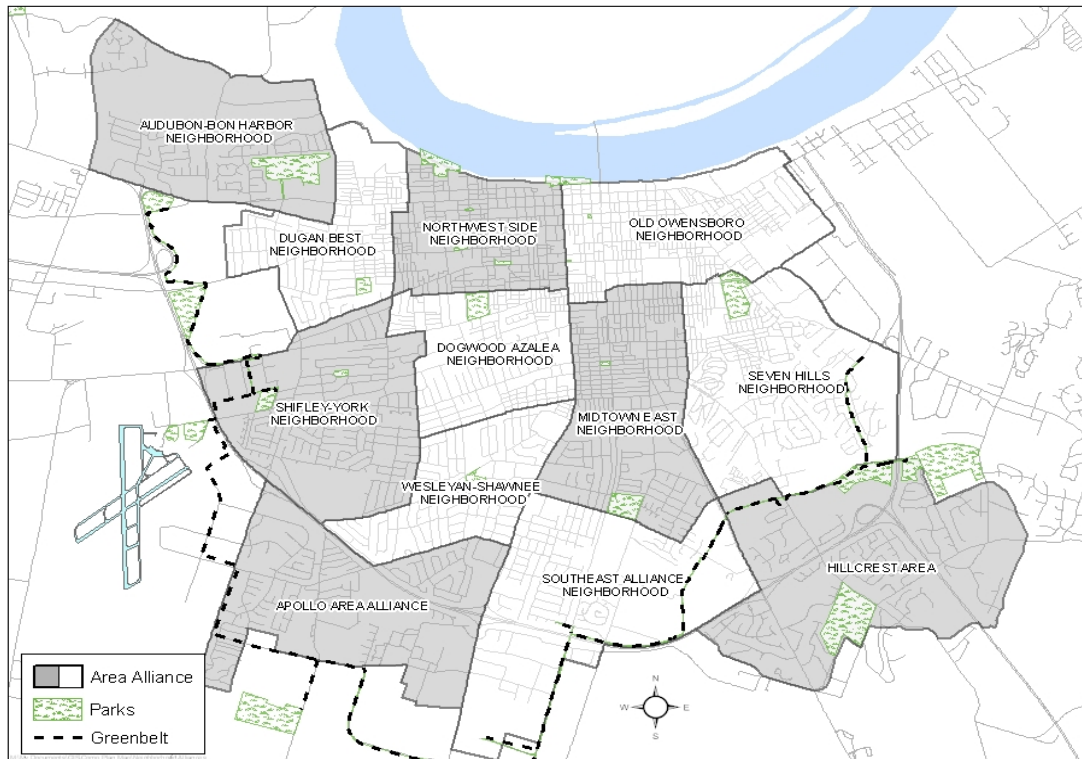 AUDUBON-BON HARBOR
NEIGHBORHOOD
DUGAN BEST
NEIGHBORHOOD
NORTHWEST SIDE
NEIGHBORHOOD
OLD OWENSBORO
NEIGHBORHOOD
DOGWOOD AZALEA
NEIGHBORHOOD
SEVEN HILLS
NEIGHBORHOOD
SHIFLEY-YORK
NEIGHBORHOOD
MIDTOWN EAST
NEIGHBORHOOD
WESLEYAN-SHAWNEE
NEIGHBORHOOD
SOUTHEAST ALLIANCE
NEIGHBORHOOD
HILLCREST AREA
APOLLO AREA ALLIANCE
N
W E
S
Area Alliance
Parks
Greenbelt